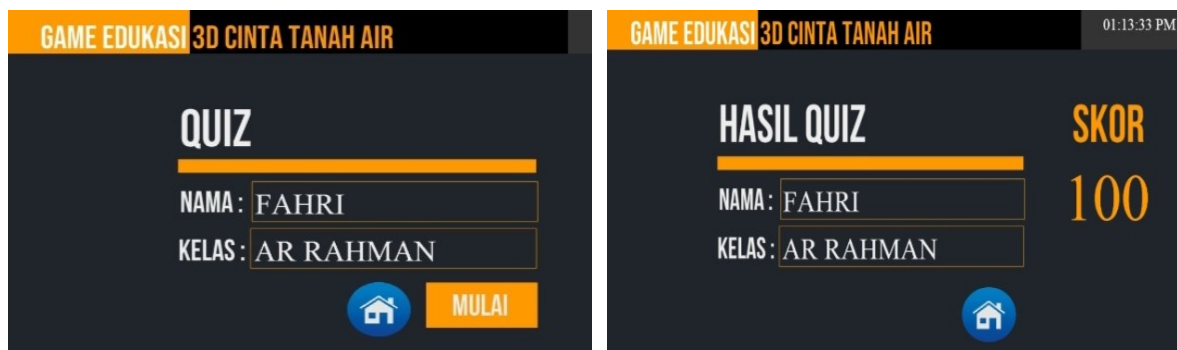 GAME EDUKASI 3D CINTA TANAH AIR
QUIZ
NAMA : FAHRI
KELAS : AR RAHMAN
MULAI
GAME EDUKASI 3D CINTA TANAH AIR
01:13:33 PM
HASIL QUIZ
SKOR
NAMA : FAHRI
100
KELAS : AR RAHMAN